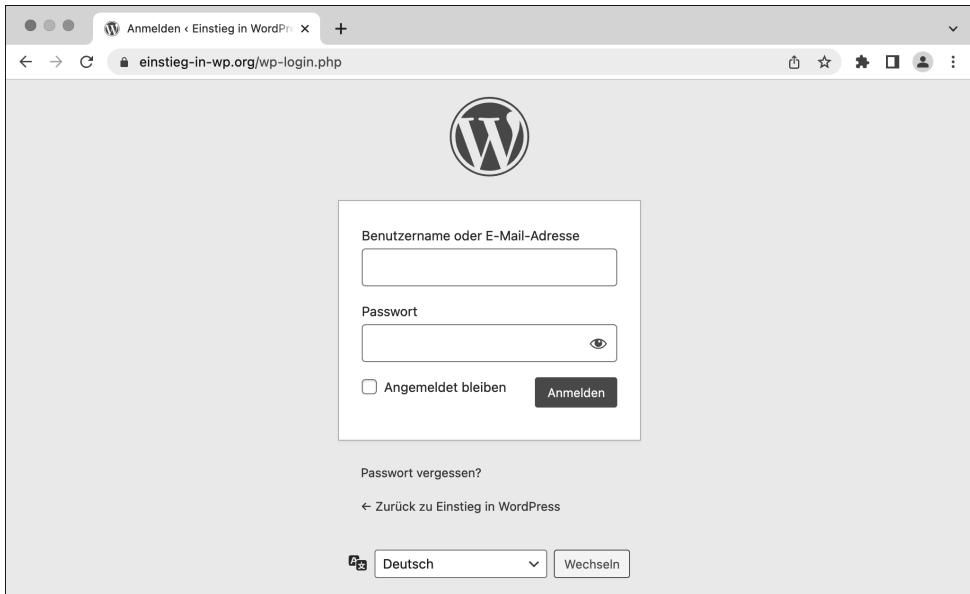 Anmelden ‹ Einstieg in WordPr
einstieg-in-wp.org/wp-login.php
Benutzername oder E-Mail-Adresse
Passwort
Angemeldet bleiben
Anmelden
Passwort vergessen?
← Zurück zu Einstieg in WordPress
Deutsch
Wechseln